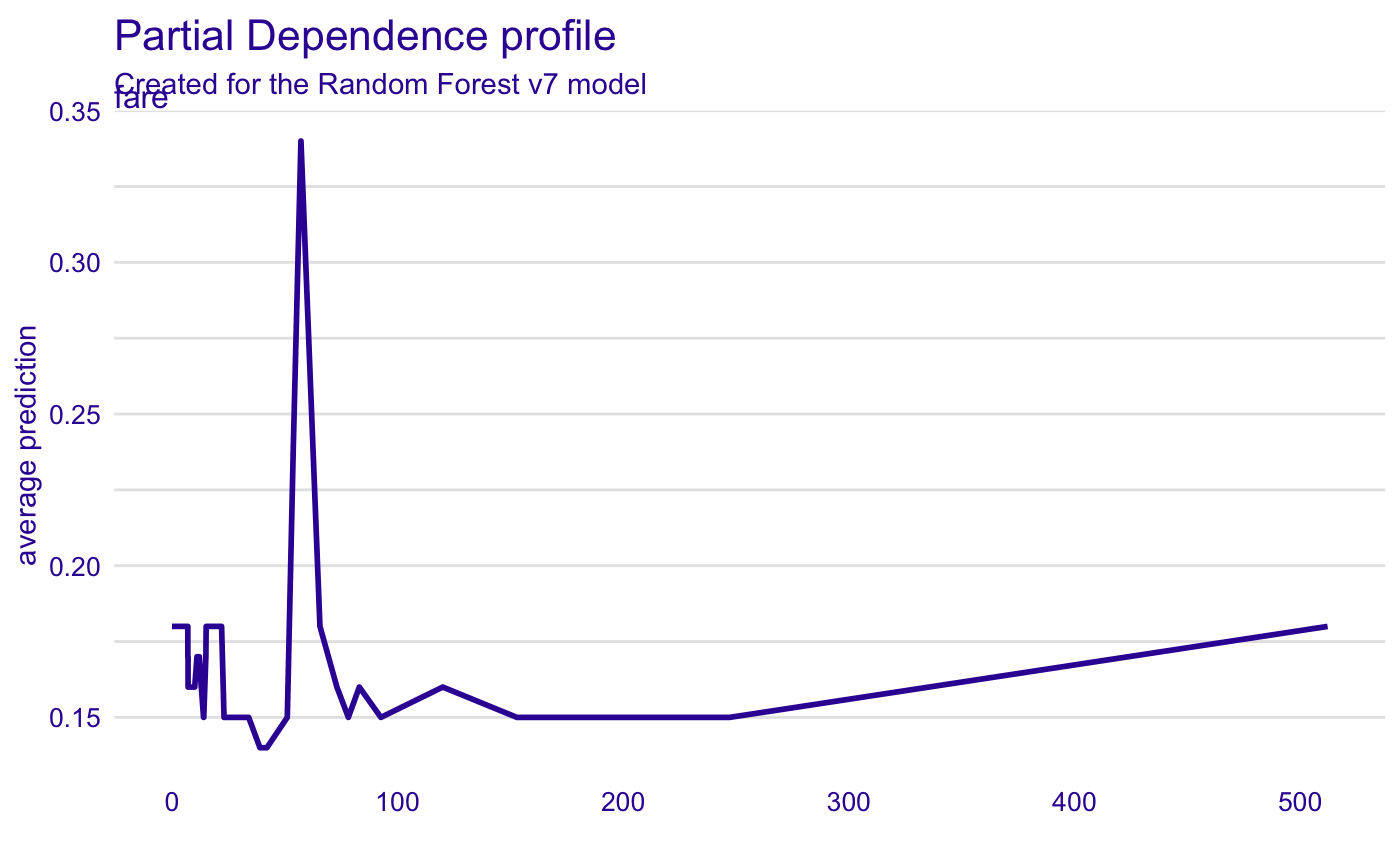 Partial Dependence profile
Created for the Random Forest v7 model
fare
average prediction
0.35
0.30
0.25
0.20
0.15
0 100 200 300 400 500